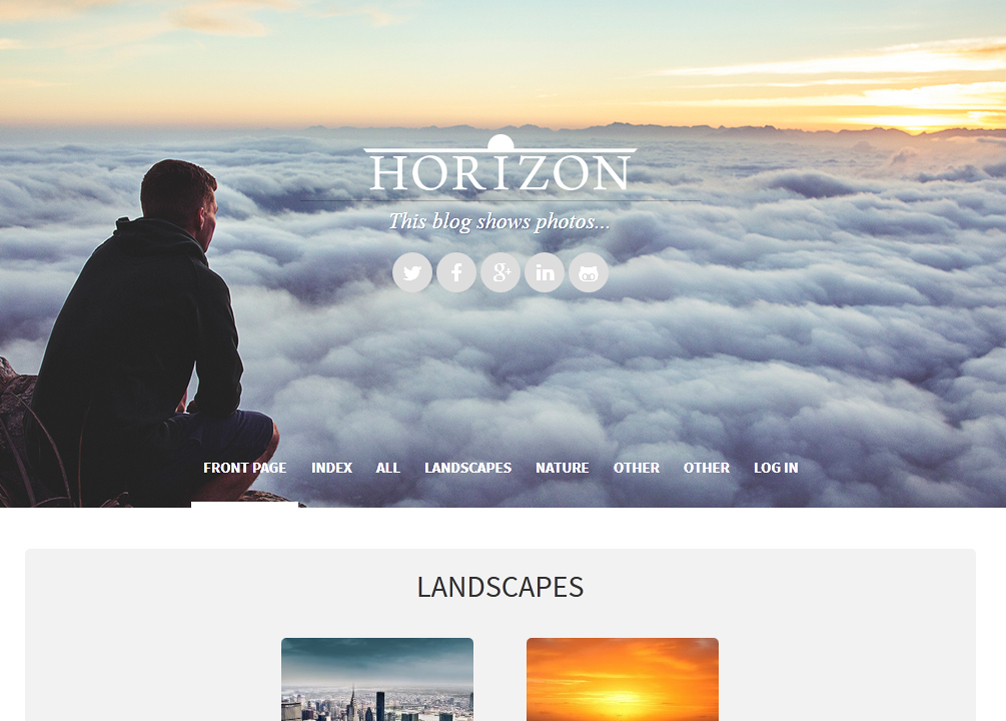 HORIZON
This blog shows photos...
FRONT PAGE INDEX ALL LANDSCAPES NATURE OTHER OTHER LOG IN
LANDSCAPES